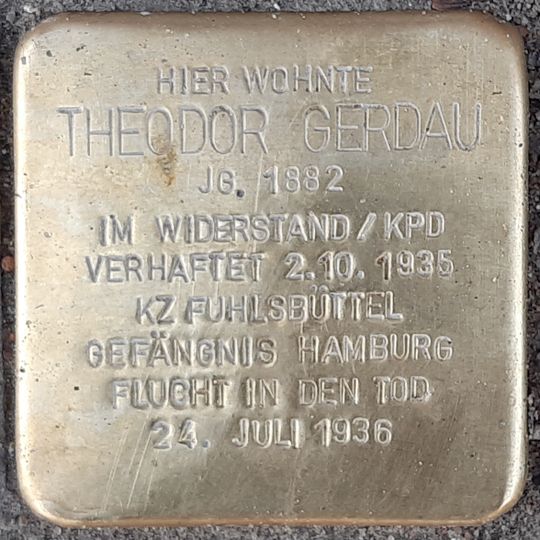 HIER WOHNTE
THEODOR GERDAU
JG. 1882
IM WIDERSTAND / KPD
VERHAFTET 2.10.1935
KZ FUHLSBÜTTEL
GEFÄNGNIS HAMBURG
FLUCHT IN DEN TOD
24. JULI 1936